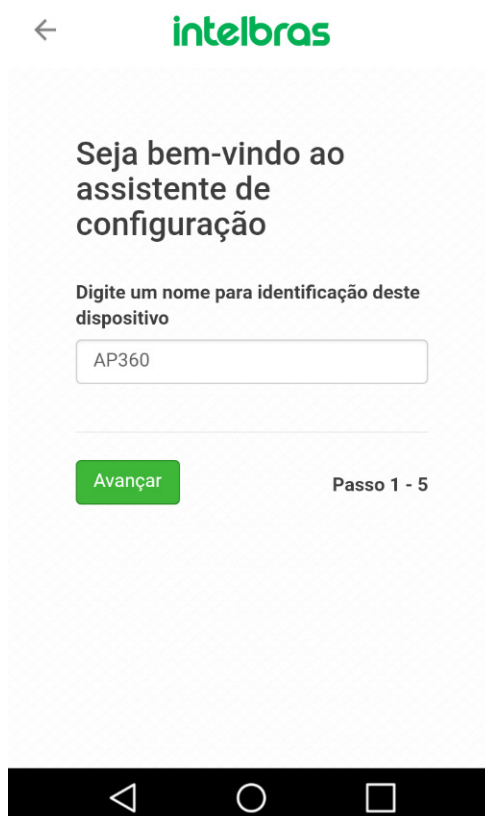 intelbras
Seja bem-vindo ao
assistente de
configuração
Digite um nome para identificação deste
dispositivo
AP360
Avançar
Passo 1 - 5